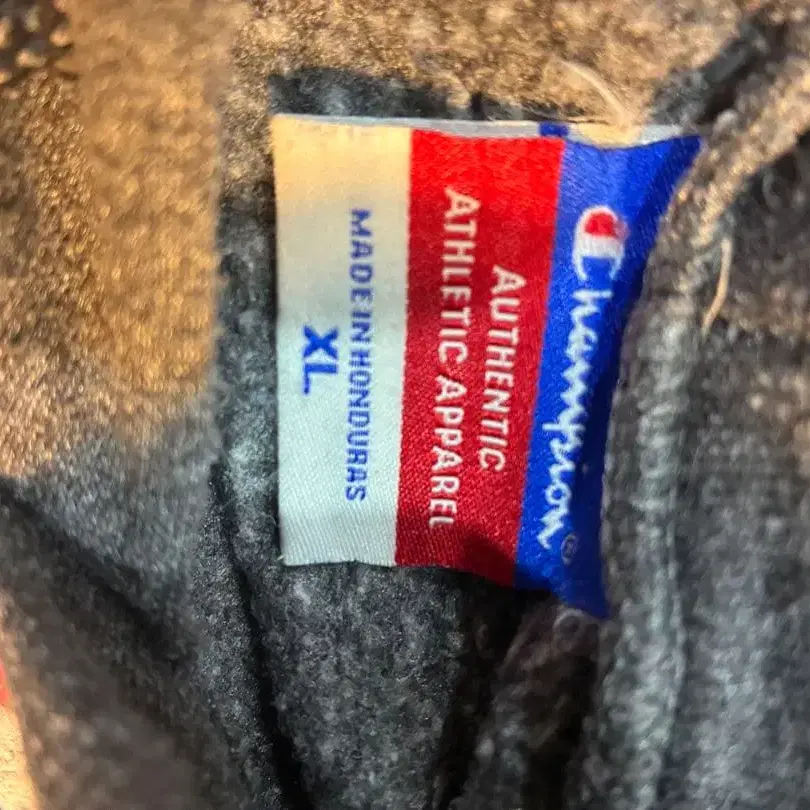 Champion®
AUTHENTIC
ATHLETIC APPAREL
MADE IN HONDURAS
XL